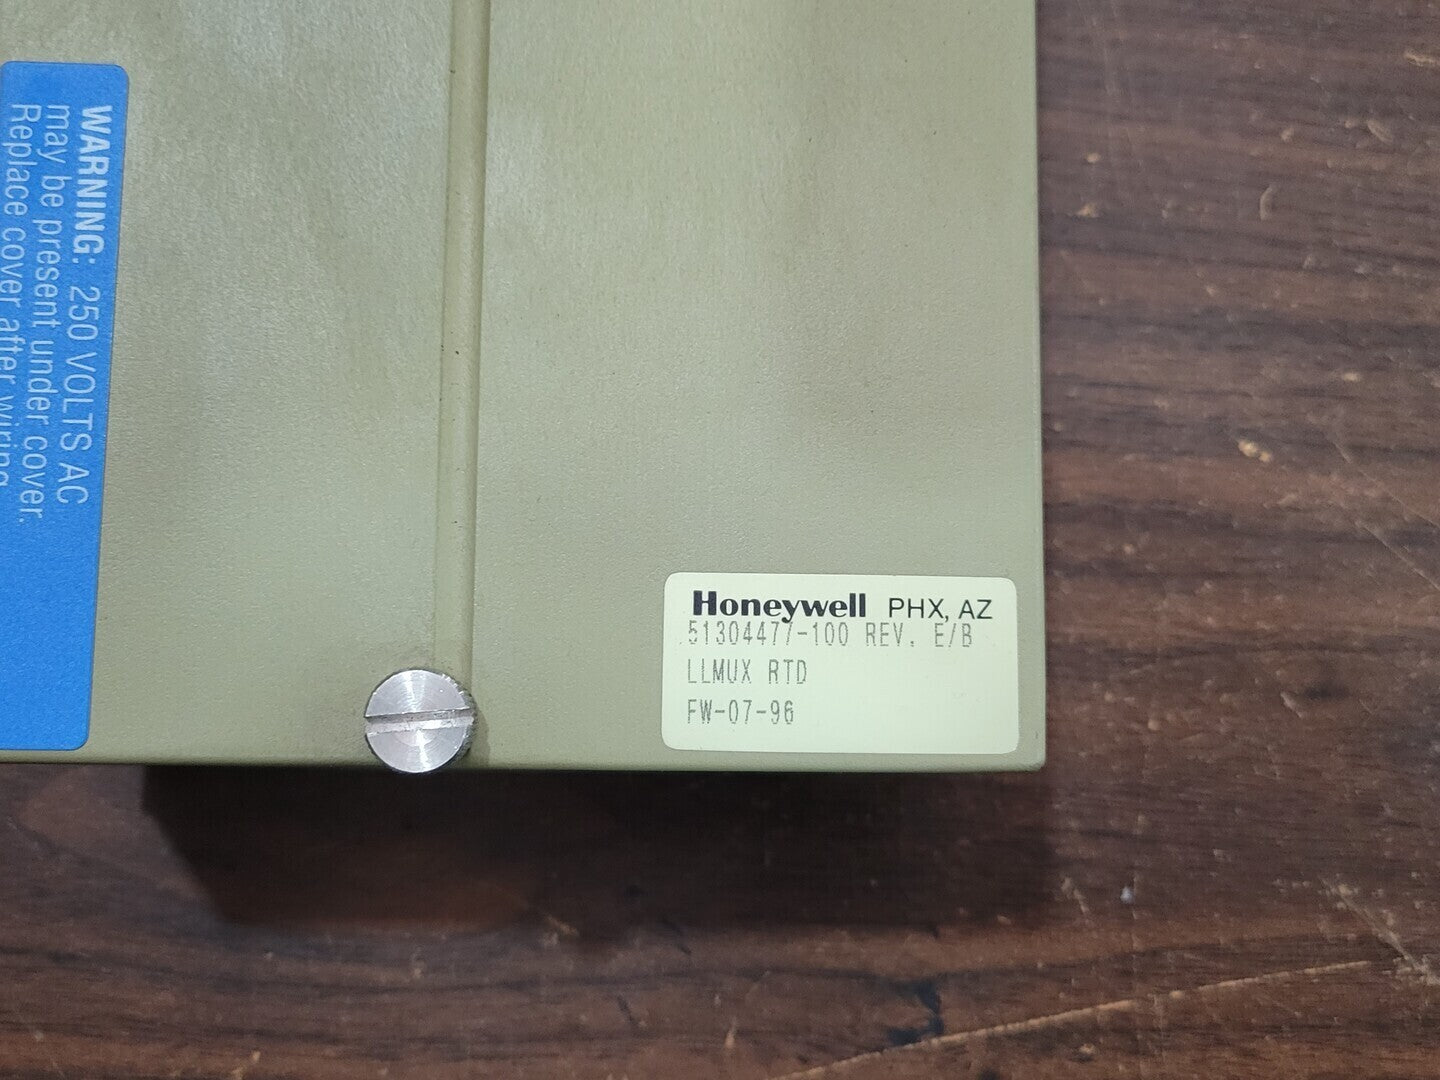 WARNING: 250 VOLTS AC
may be present under cover.
Replace cover after wiring
Honeywell PHX, AZ
51304477-100 REV. E/B
LLMUX RTD
FW-07-96